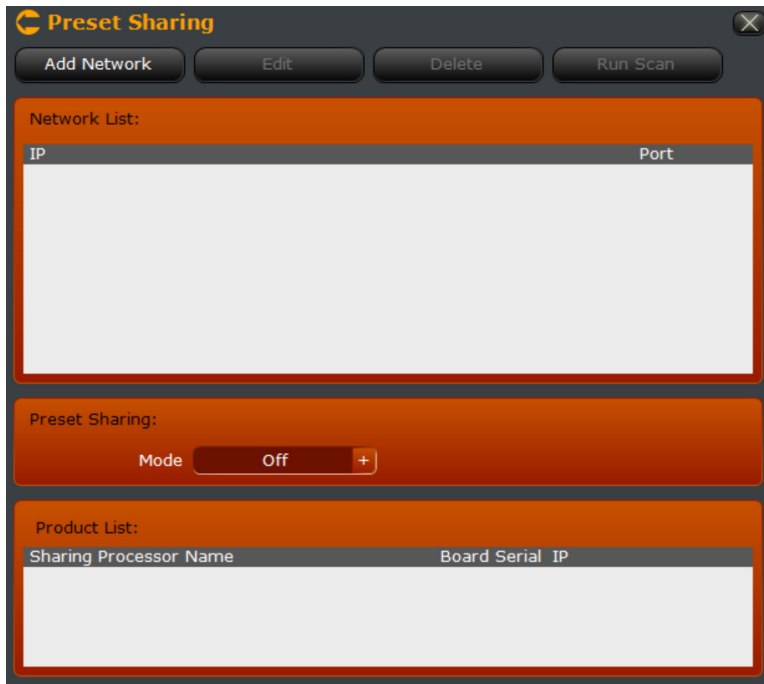 Preset Sharing
Add Network Edit Delete Run Scan
Network List:
IP Port
Preset Sharing:
Mode Off +
Product List:
Sharing Processor Name Board Serial IP